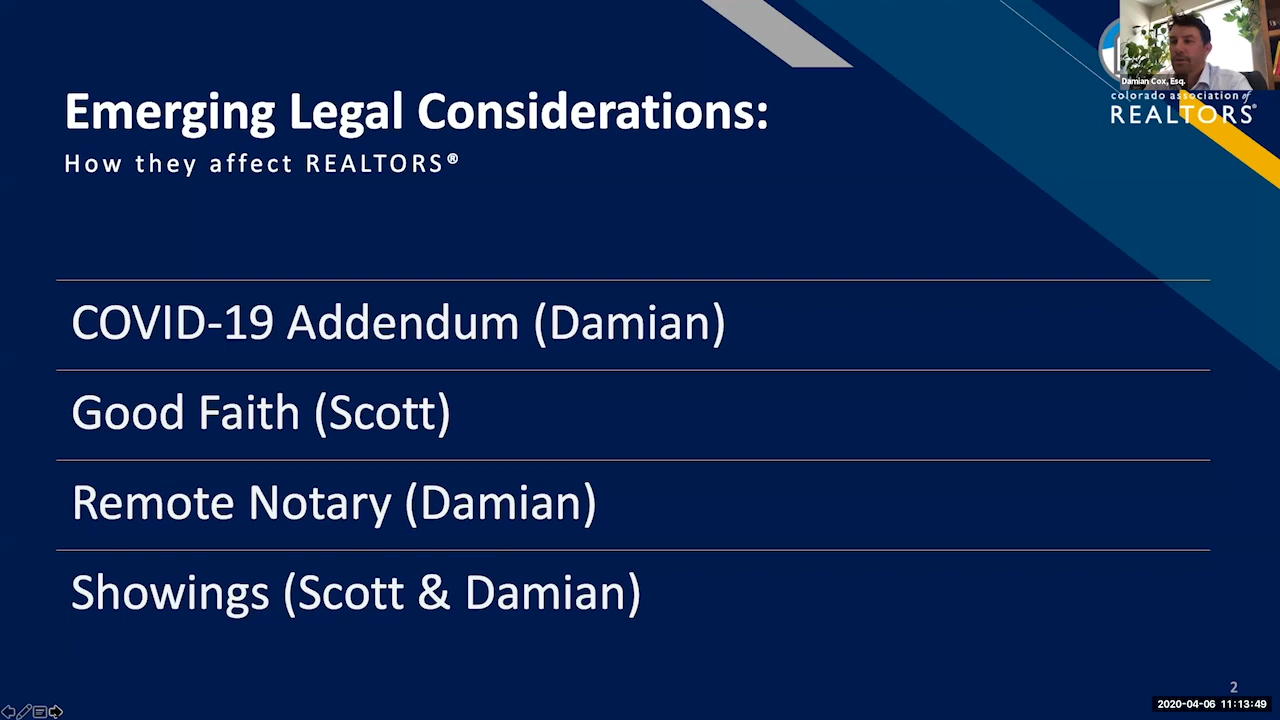 Emerging Legal Considerations:
How they affect REALTORS®
Damian Cox, Esq.
colorado association of
REALTORS®
COVID-19 Addendum (Damian)
Good Faith (Scott)
Remote Notary (Damian)
Showings (Scott & Damian)
2
2020-04-06 11:13:49